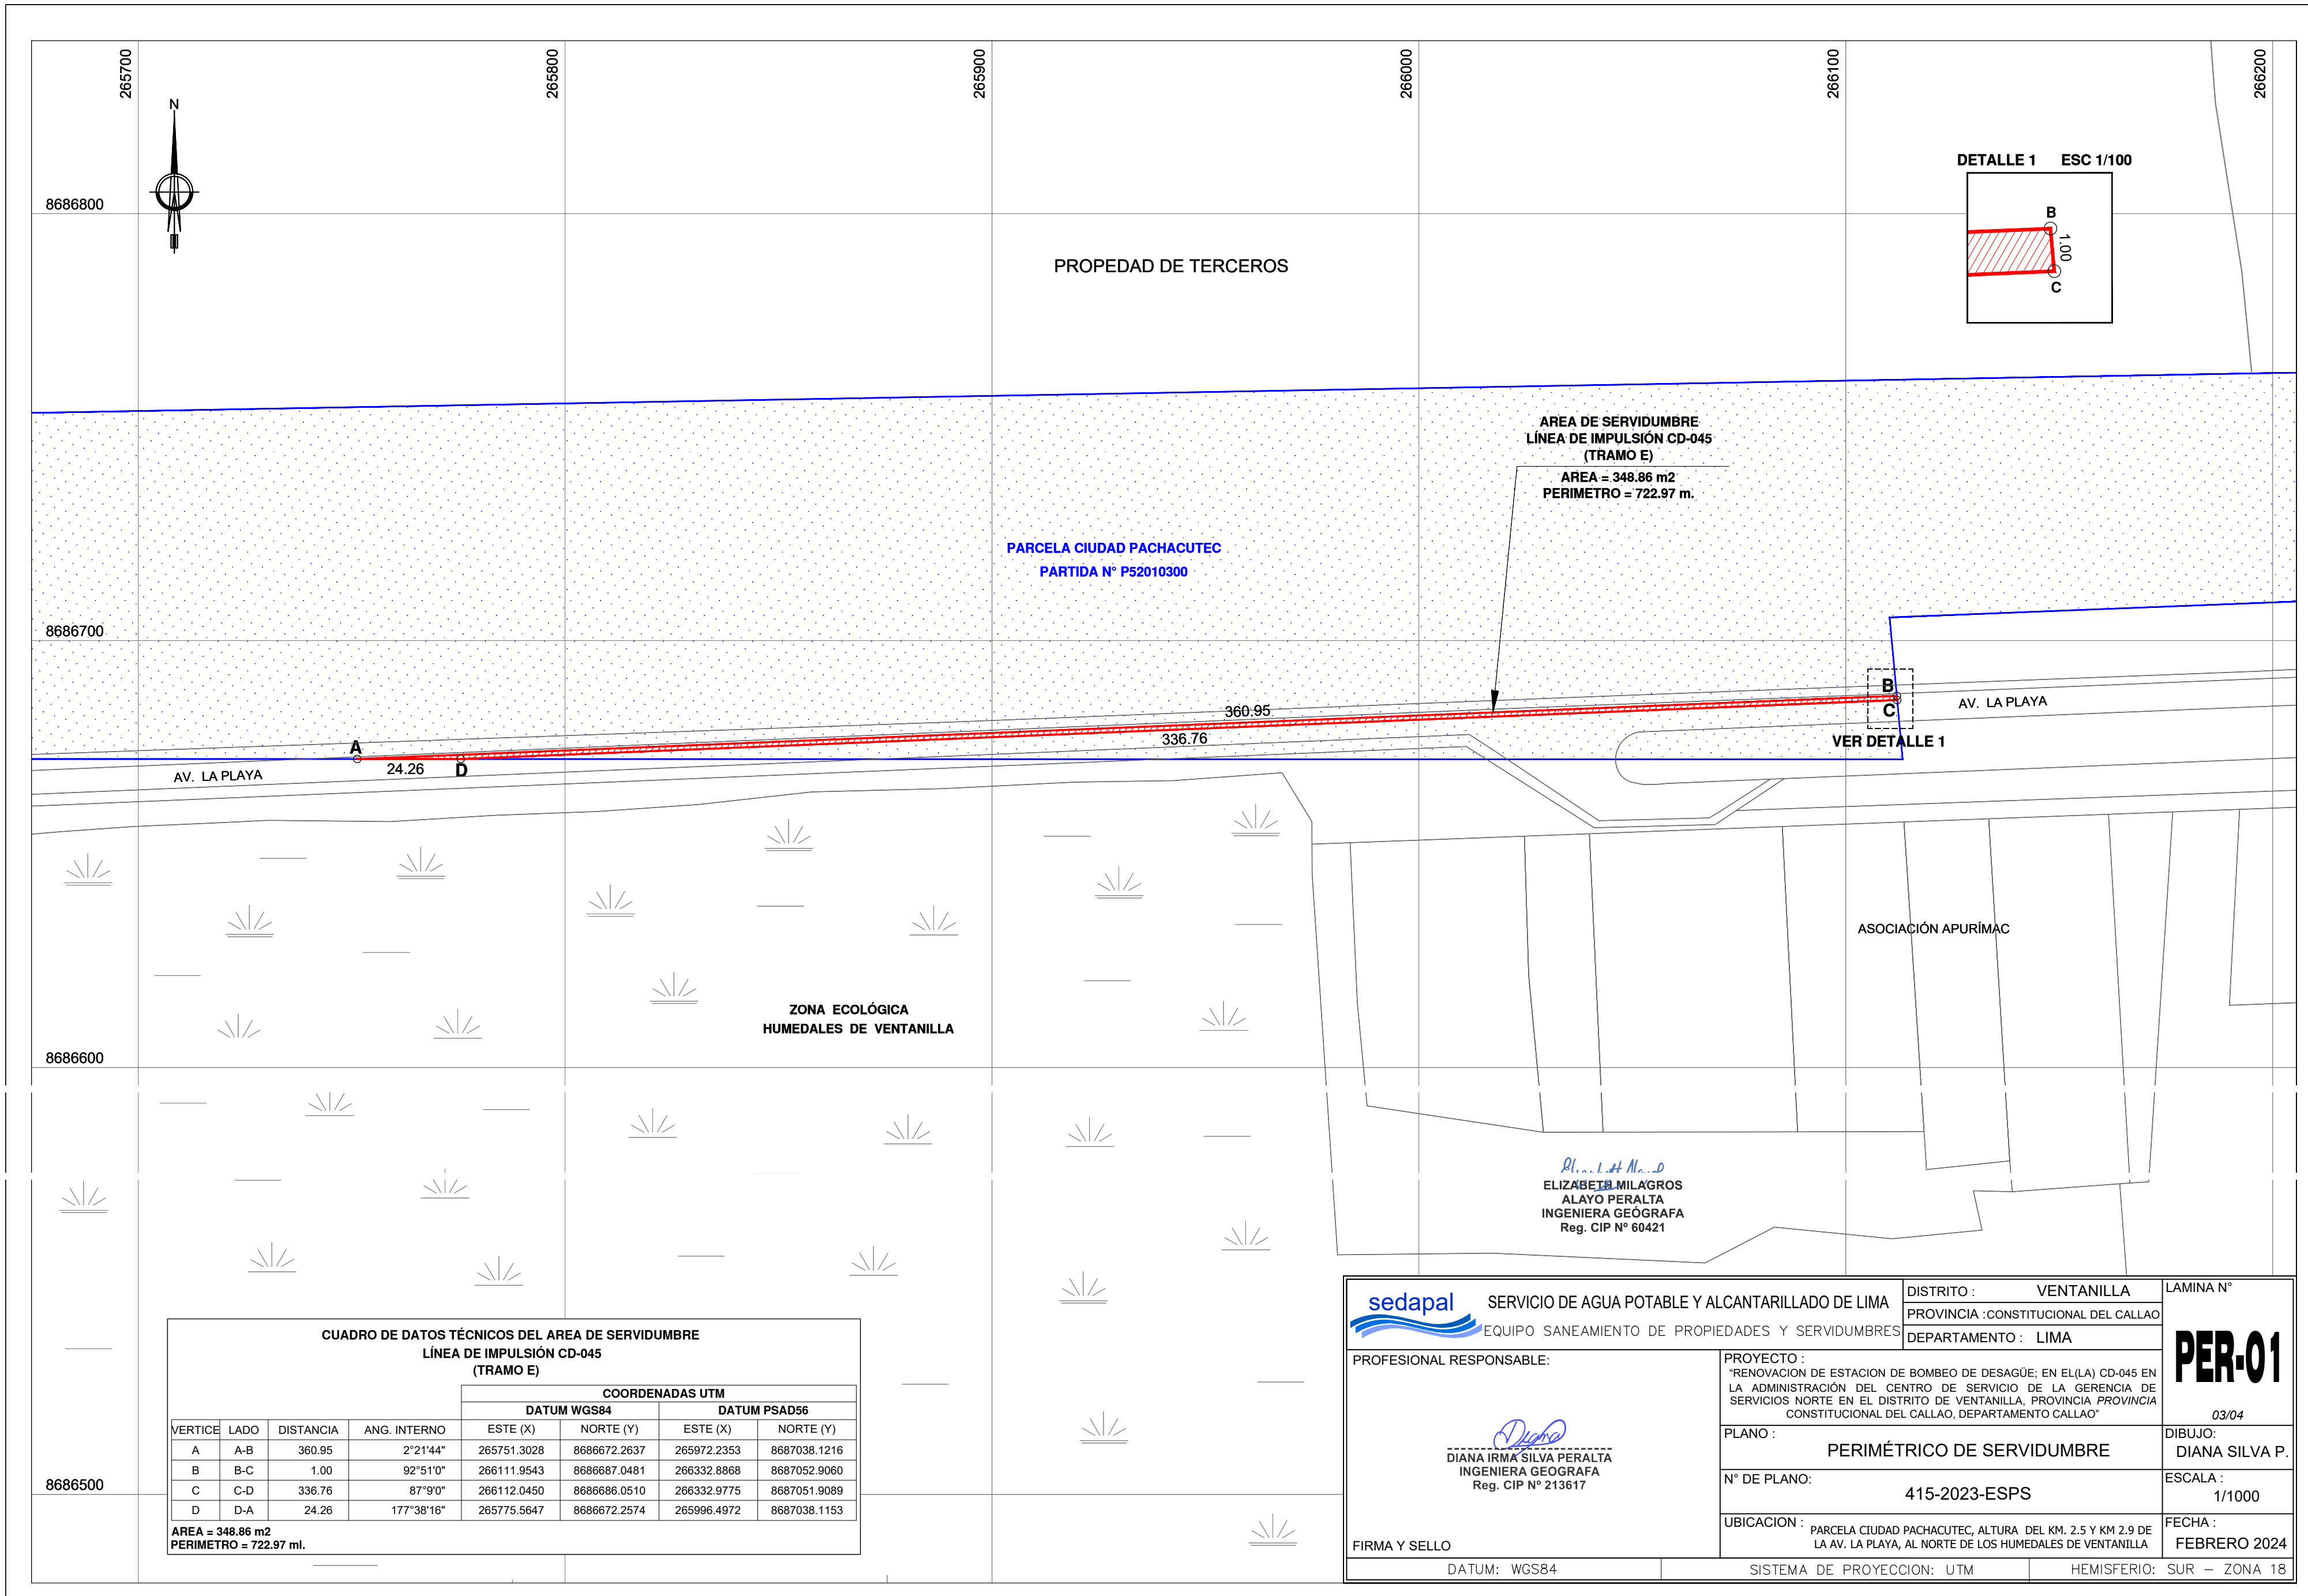 265700
265800
265900
266000
266100
266200
N
DETALLE 1 ESC 1/100
B
1.00
C
8686800
PROPEDAD DE TERCEROS
AREA DE SERVIDUMBRE
LÍNEA DE IMPULSIÓN CD-045
(TRAMO E)
AREA = 348.86 m2
PERIMETRO = 722.97 m.
PARCELA CIUDAD PACHACUTEC
PARTIDA N° P52010300
8686700
B
C
AV. LA PLAYA
VER DETALLE 1
360.95
336.76
A
24.26
D
AV. LA PLAYA
ASOCIACIÓN APURÍMAC
ZONA ECOLÓGICA
HUMEDALES DE VENTANILLA
8686600
ELIZABETH MILAGROS
ALAYO PERALTA
INGENIERA GEÓGRAFA
Reg. CIP Nº 60421
8686500
CUADRO DE DATOS TÉCNICOS DEL AREA DE SERVIDUMBRE
LÍNEA DE IMPULSIÓN CD-045
(TRAMO E)
COORDENADAS UTM
DATUM WGS84 DATUM PSAD56
VERTICE LADO DISTANCIA ANG. INTERNO ESTE (X) NORTE (Y) ESTE (X) NORTE (Y)
A A-B 360.95 2°21'44" 265751.3028 8686672.2637 265972.2353 8687038.1216
B B-C 1.00 92°51'0" 266111.9543 8686687.0481 266332.8868 8687052.9060
C C-D 336.76 87°9'0" 266112.0450 8686686.0510 266332.9775 8687051.9089
D D-A 24.26 177°38'16" 265775.5647 8686672.2574 265996.4972 8687038.1153
AREA = 348.86 m2
PERIMETRO = 722.97 ml.
sedapal
SERVICIO DE AGUA POTABLE Y ALCANTARILLADO DE LIMA
EQUIPO SANEAMIENTO DE PROPIEDADES Y SERVIDUMBRES
DISTRITO : VENTANILLA
PROVINCIA : CONSTITUCIONAL DEL CALLAO
DEPARTAMENTO : LIMA
LAMINA N°
PER-01
03/04
PROFESIONAL RESPONSABLE:
DIANA IRMA SILVA PERALTA
INGENIERA GEOGRAFA
Reg. CIP Nº 213617
FIRMA Y SELLO
PROYECTO :
"RENOVACION DE ESTACION DE BOMBEO DE DESAGÜE; EN EL(LA) CD-045 EN
LA ADMINISTRACIÓN DEL CENTRO DE SERVICIO DE LA GERENCIA DE
SERVICIOS NORTE EN EL DISTRITO DE VENTANILLA, PROVINCIA PROVINCIA
CONSTITUCIONAL DEL CALLAO, DEPARTAMENTO CALLAO"
PLANO :
PERIMÉTRICO DE SERVIDUMBRE
DIBUJO:
DIANA SILVA P.
N° DE PLANO:
415-2023-ESPS
ESCALA :
1/1000
UBICACION :
PARCELA CIUDAD PACHACUTEC, ALTURA DEL KM. 2.5 Y KM 2.9 DE
LA AV. LA PLAYA, AL NORTE DE LOS HUMEDALES DE VENTANILLA
FECHA :
FEBRERO 2024
DATUM: WGS84
SISTEMA DE PROYECCION: UTM
HEMISFERIO: SUR – ZONA 18